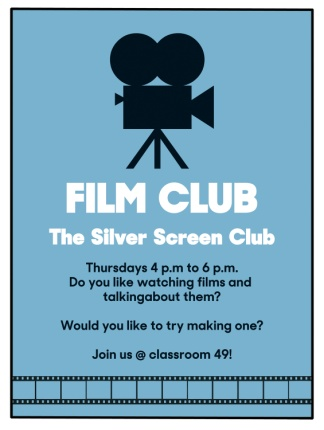 FILM CLUB
The Silver Screen Club
Thursdays 4 p.m to 6 p.m.
Do you like watching films and
talkingabout them?
Would you like to try making one?
Join us @ classroom 49!